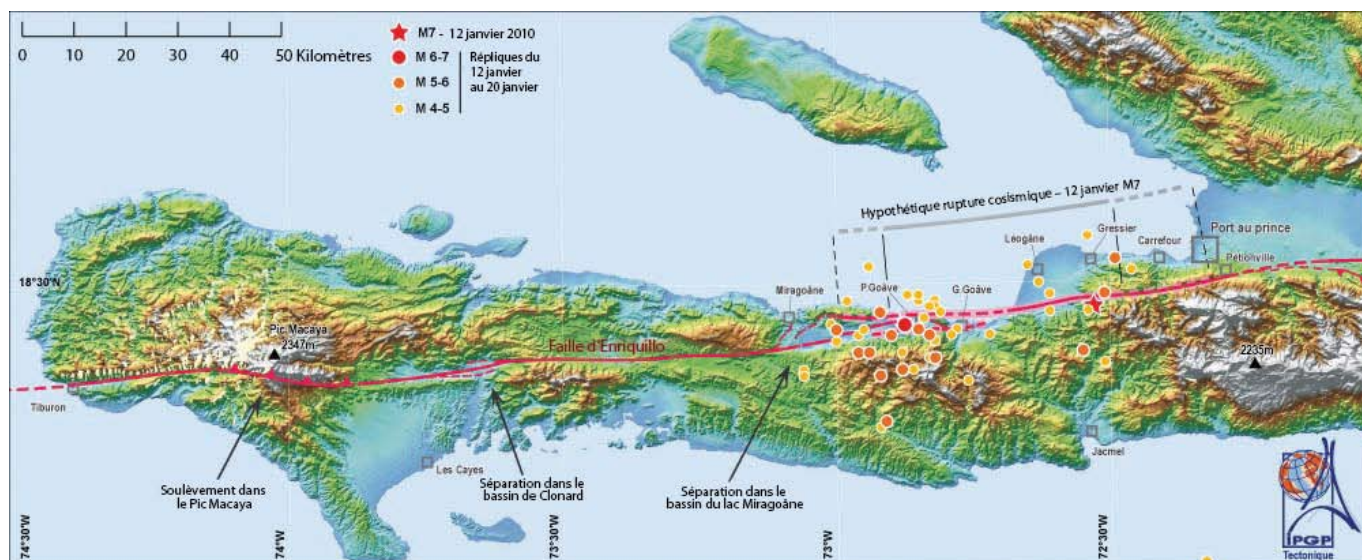 0 10 20 30 40 50 Kilomètres
M7 - 12 janvier 2010
M 6-7
M 5-6
M 4-5
Répliques du
12 janvier
au 20 janvier
Hypothétique rupture cosismique – 12 janvier M7
Port au prince
Léogâne
Gressier
Carrefour
Pétionville
18°30'N
Miragoâne
P.Goâve
G.Goâve
Pic Macaya
2347m
Faille d'Enriquillo
2235m
Tiburon
Les Cayes
Jacmel
Soulèvement dans
le Pic Macaya
Séparation dans le
bassin de Clonard
Séparation dans le
bassin du lac Miragoâne
74°30'W
74°W
73°30'W
73°W
72°30'W
IPGP
Tectonique